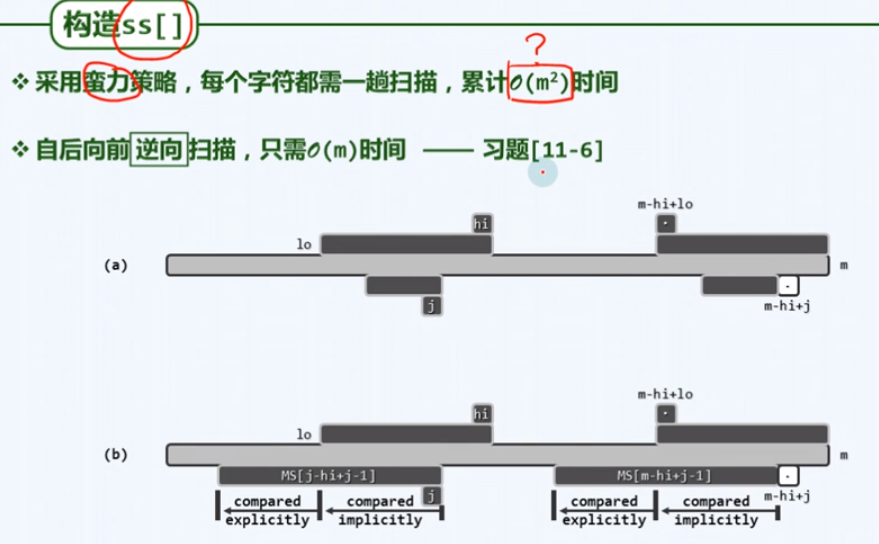 构造ss[]
?
❖ 采用蛮力策略，每个字符都需一趟扫描，累计O(m²)时间
❖ 自后向前逆向扫描，只需O(m)时间 —— 习题[11-6]
m-hi+lo
hi
lo
(a)
m
j
m-hi+j
m-hi+lo
hi
lo
(b)
m
MS[j-hi+j-1]
MS[m-hi+j-1]
j
m-hi+j
compared explicitly
compared implicitly
compared explicitly
compared implicitly